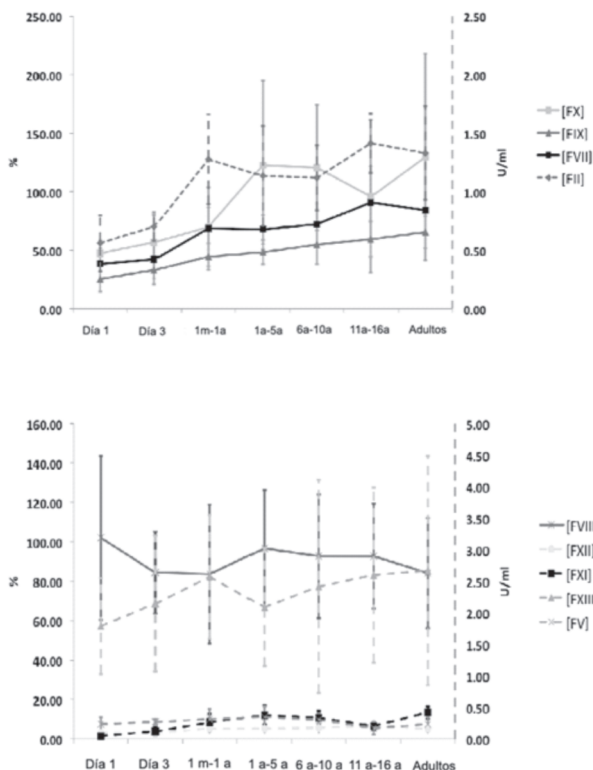 250.00
200.00
150.00
100.00
50.00
0.00
%
2.50
2.00
1.50
1.00
0.50
0.00
U/ml
[FX]
[FIX]
[FVII]
[FII]
Día 1 Día 3 1m-1a 1a-5a 6a-10a 11a-16a Adultos
160.00
140.00
120.00
100.00
80.00
60.00
40.00
20.00
0.00
%
5.00
4.50
4.00
3.50
3.00
2.50
2.00
1.50
1.00
0.50
0.00
U/ml
[FVIII
[FXII]
[FXI]
[FXIII
[FV]
Día 1 Día 3 1 m-1 a 1 a-5 a 6 a-10 a 11 a-16 a Adultos